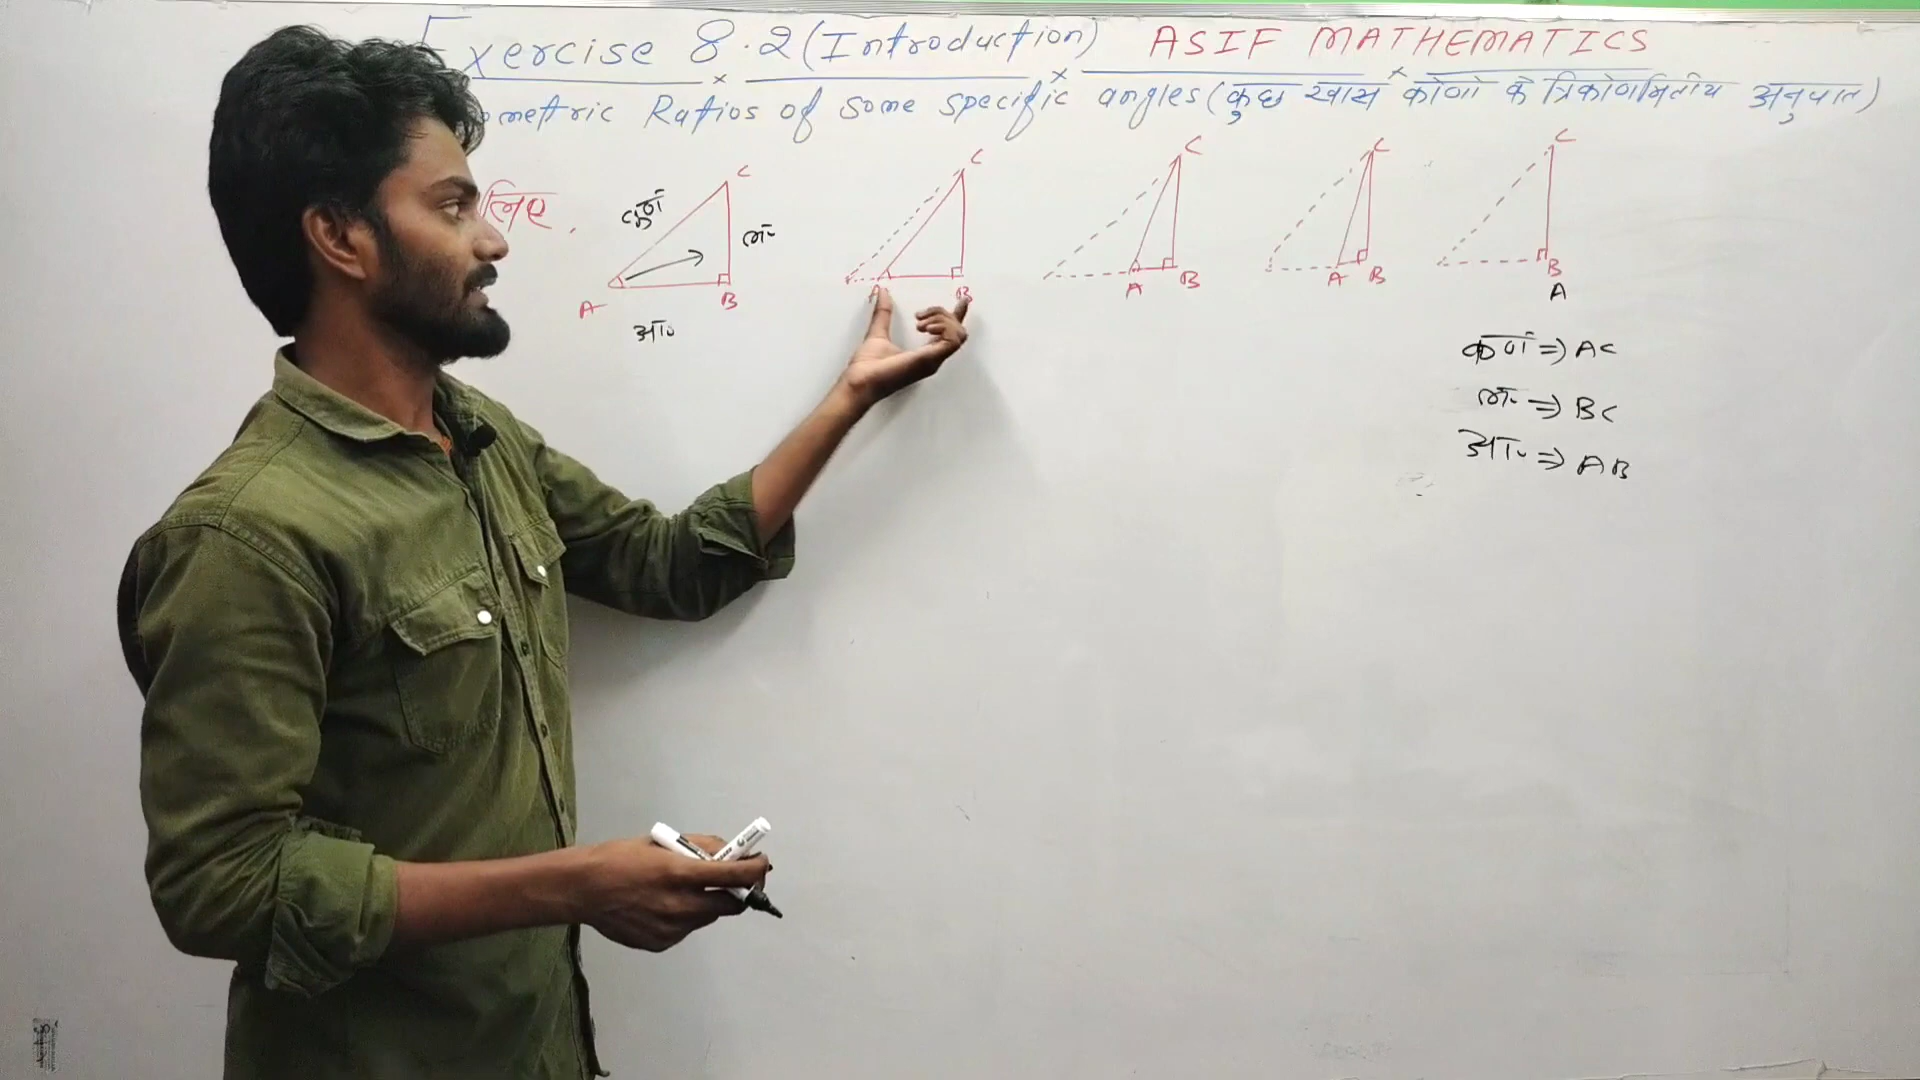 Exercise 8.2 (Introduction) ASIF MATHEMATICS
ometric Ratios of some specific angles (कुछ खास कोणो के त्रिकोणमितीय अनुपात)
लिए.
कर्ण
C
लं॰
A
B
आ॰
C
A
B
C
A
B
C
A
B
C
B
A
कर्ण => AC
लं॰ => BC
आ॰ => AB